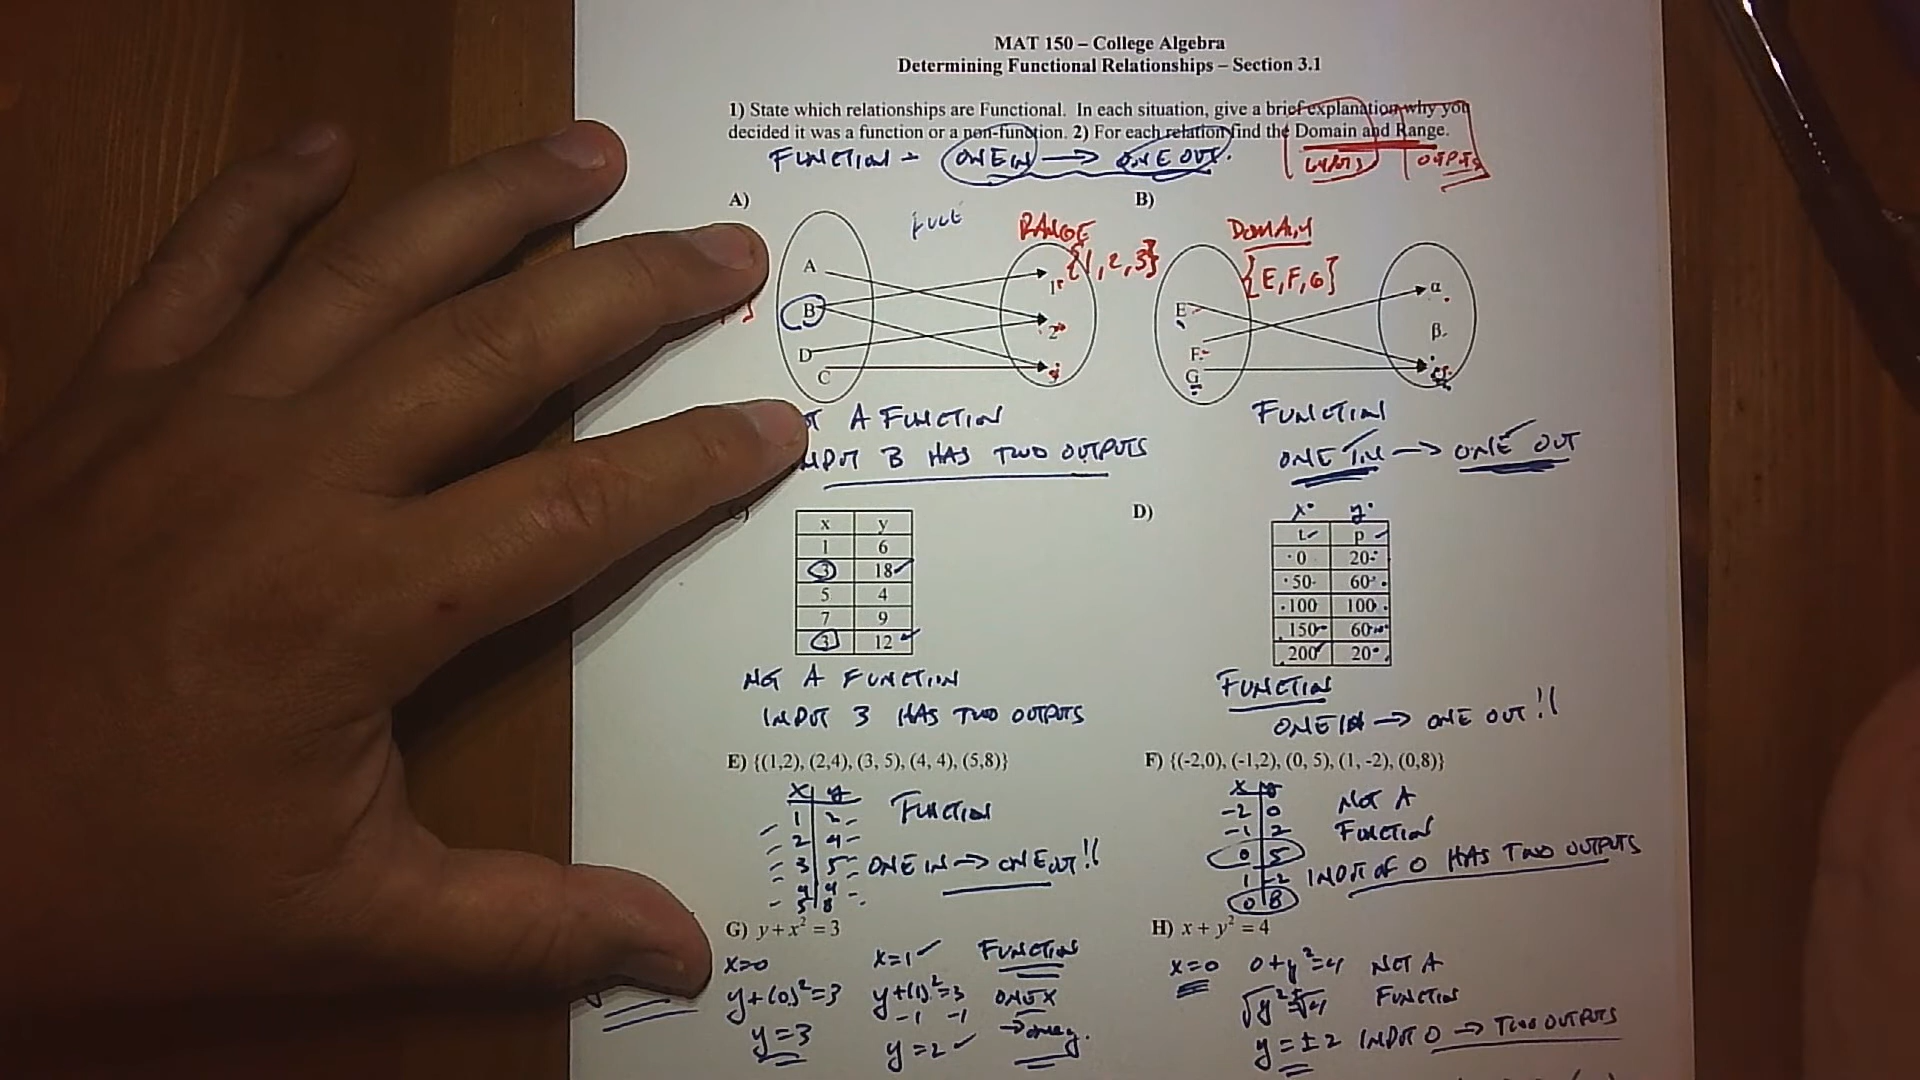 MAT 150 – College Algebra
Determining Functional Relationships – Section 3.1
1) State which relationships are Functional. In each situation, give a brief explanation why you
decided it was a function or a non-function. 2) For each relation find the Domain and Range.
FUNCTION - ONE IN → ONE OUT. INPUTS OUTPUTS
A) B)
RANGE {1, 2, 3}
A
B
D
C
1
2
DOMAIN
{E, F, G}
E
F
G
α
β
A FUNCTION
INPUT B HAS TWO OUTPUTS
FUNCTION
ONE IN → ONE OUT
x y
1 6
3 18
5 4
7 9
3 12
NOT A FUNCTION
INPUT 3 HAS TWO OUTPUTS
D)
x y
t p
0 20
50 60
100 100
150 60
200 20
FUNCTION
ONE IN → ONE OUT!!
E) {(1,2), (2,4), (3, 5), (4, 4), (5,8)}
x y
1 2
2 4
3 5
4 4
5 8
FUNCTION
ONE IN → ONE OUT!!
F) {(-2,0), (-1,2), (0, 5), (1, -2), (0,8)}
x y
-2 0
-1 2
0 5
1 -2
0 8
NOT A
FUNCTION
INPUT OF 0 HAS TWO OUTPUTS
G) y + x² = 3
x=0
y+(0)²=3
y=3
x=1
y+(1)²=3
-1 -1
y=2
FUNCTION
ONE X
→ one y.
H) x + y² = 4
x=0 0+y²=4
√y² = ±√4
y=±2
NOT A
FUNCTION
INPUT 0 → TWO OUTPUTS